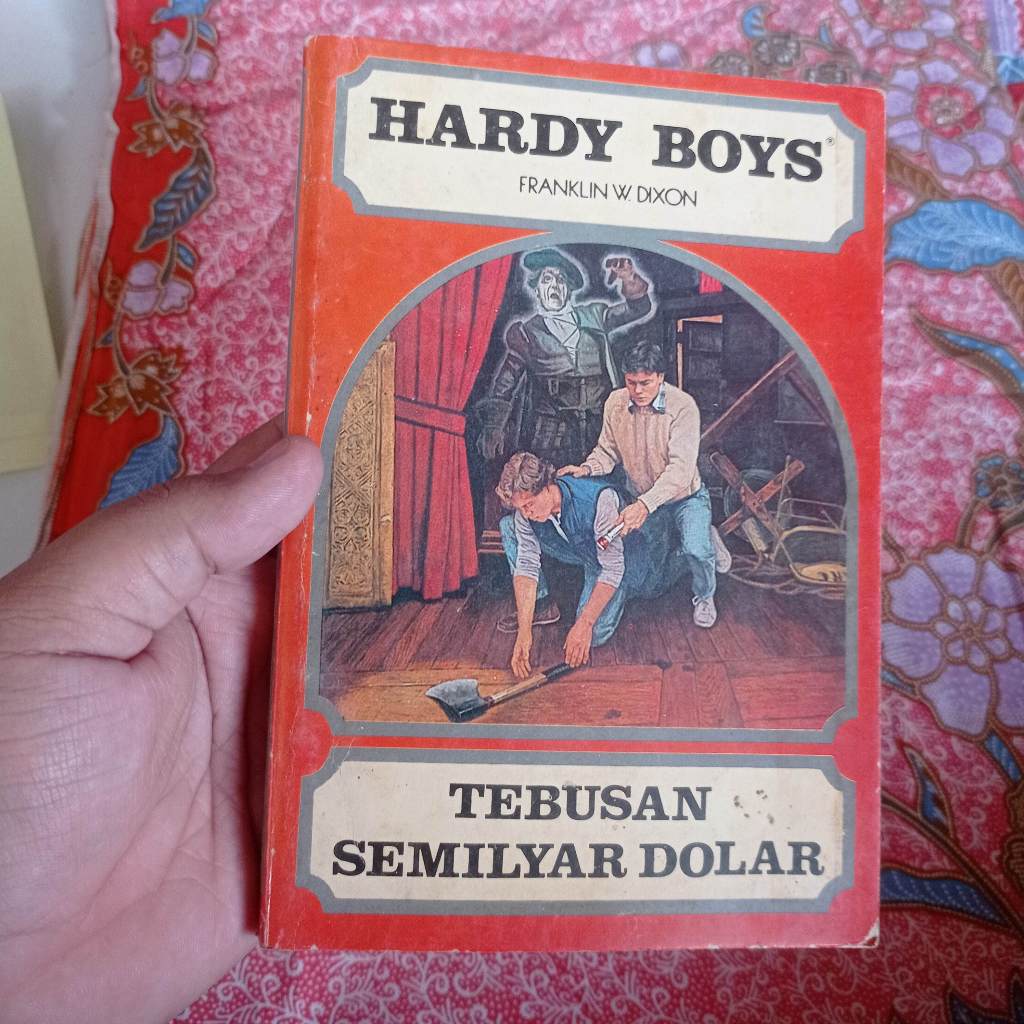 HARDY BOYS®
FRANKLIN W. DIXON
TEBUSAN
SEMILYAR DOLAR